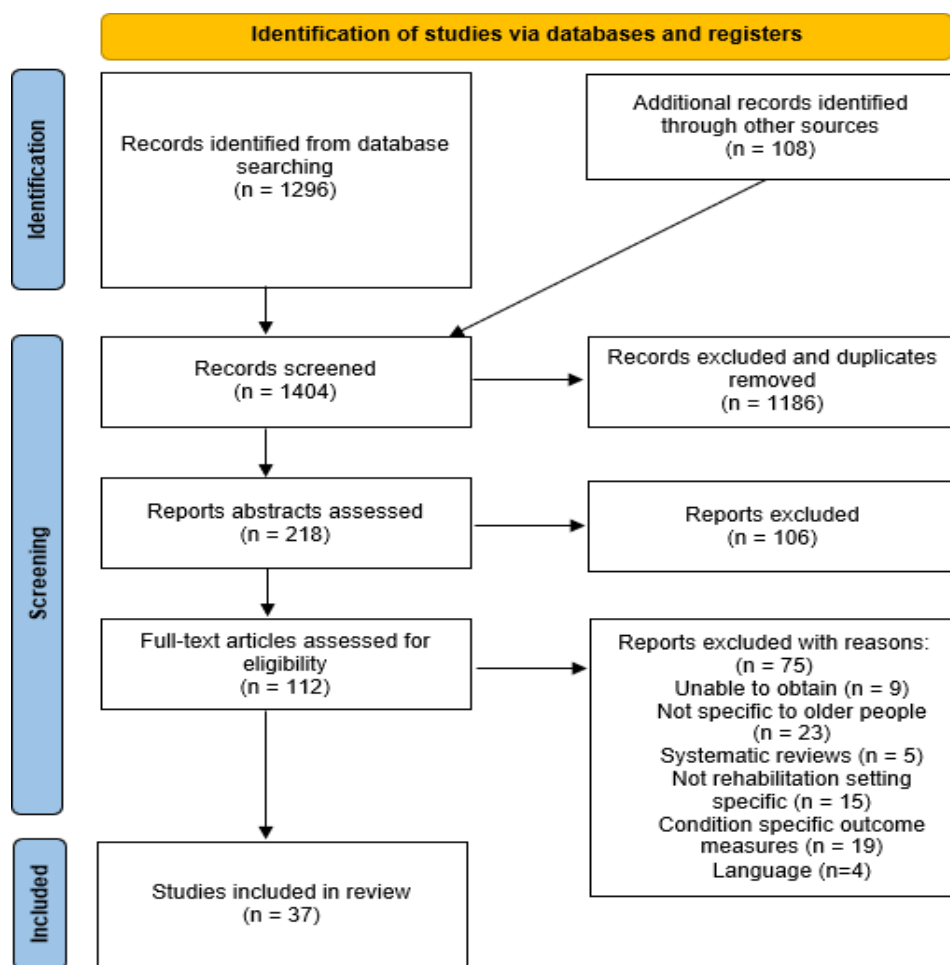 Identification of studies via databases and registers
Identification
Records identified from database
searching
(n = 1296)
Additional records identified
through other sources
(n = 108)
Screening
Records screened
(n = 1404)
Records excluded and duplicates
removed
(n = 1186)
Reports abstracts assessed
(n = 218)
Reports excluded
(n = 106)
Full-text articles assessed for
eligibility
(n = 112)
Reports excluded with reasons:
(n = 75)
Unable to obtain (n = 9)
Not specific to older people
(n = 23)
Systematic reviews (n = 5)
Not rehabilitation setting
specific (n = 15)
Condition specific outcome
measures (n = 19)
Language (n=4)
Included
Studies included in review
(n = 37)